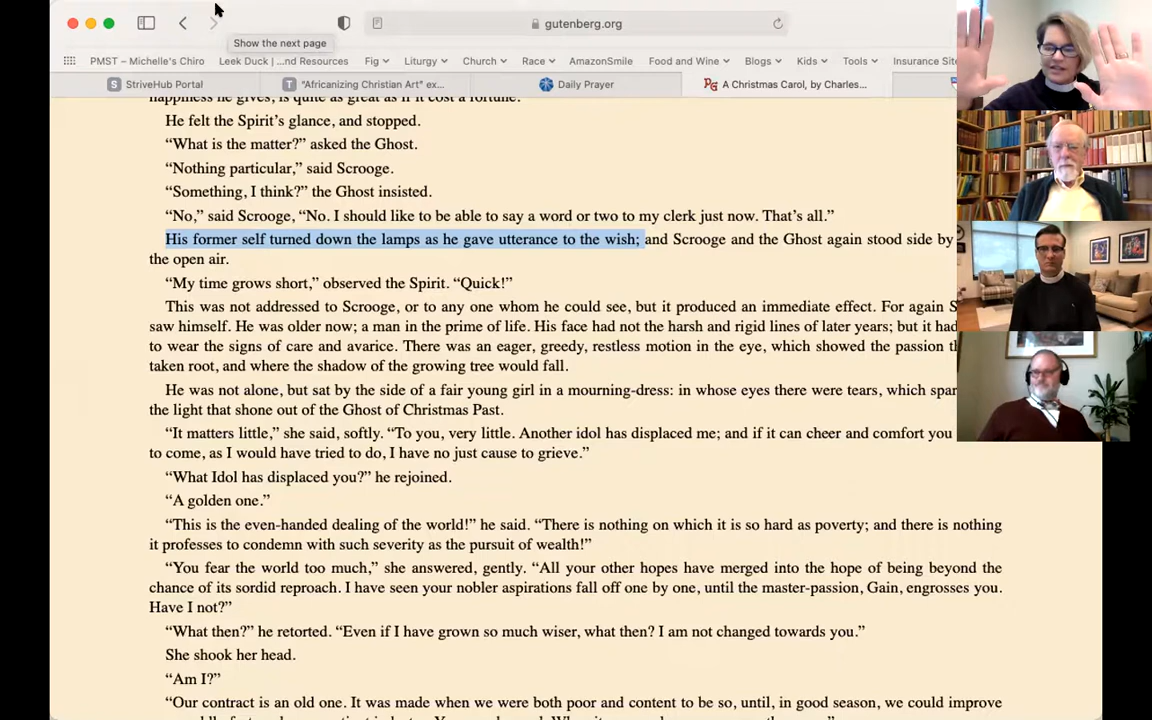 gutenberg.org
Show the next page
PMST – Michelle's Chiro Leek Duck | ...nd Resources Fig Liturgy Church Race AmazonSmile Food and Wine Blogs Kids Tools Insurance
StriveHub Portal "Africanizing Christian Art" ex... Daily Prayer A Christmas Carol, by Charles...
happiness he gives, is quite as great as if it cost a fortune.
He felt the Spirit's glance, and stopped.
“What is the matter?” asked the Ghost.
“Nothing particular,” said Scrooge.
“Something, I think?” the Ghost insisted.
“No,” said Scrooge, “No. I should like to be able to say a word or two to my clerk just now. That’s all.”
His former self turned down the lamps as he gave utterance to the wish; and Scrooge and the Ghost again stood side by
the open air.
“My time grows short,” observed the Spirit. “Quick!”
This was not addressed to Scrooge, or to any one whom he could see, but it produced an immediate effect. For again S
saw himself. He was older now; a man in the prime of life. His face had not the harsh and rigid lines of later years; but it had
to wear the signs of care and avarice. There was an eager, greedy, restless motion in the eye, which showed the passion th
taken root, and where the shadow of the growing tree would fall.
He was not alone, but sat by the side of a fair young girl in a mourning-dress: in whose eyes there were tears, which spar
the light that shone out of the Ghost of Christmas Past.
“It matters little,” she said, softly. “To you, very little. Another idol has displaced me; and if it can cheer and comfort you
to come, as I would have tried to do, I have no just cause to grieve.”
“What Idol has displaced you?” he rejoined.
“A golden one.”
“This is the even-handed dealing of the world!” he said. “There is nothing on which it is so hard as poverty; and there is nothing
it professes to condemn with such severity as the pursuit of wealth!”
“You fear the world too much,” she answered, gently. “All your other hopes have merged into the hope of being beyond the
chance of its sordid reproach. I have seen your nobler aspirations fall off one by one, until the master-passion, Gain, engrosses you.
Have I not?”
“What then?” he retorted. “Even if I have grown so much wiser, what then? I am not changed towards you.”
She shook her head.
“Am I?”
“Our contract is an old one. It was made when we were both poor and content to be so, until, in good season, we could improve